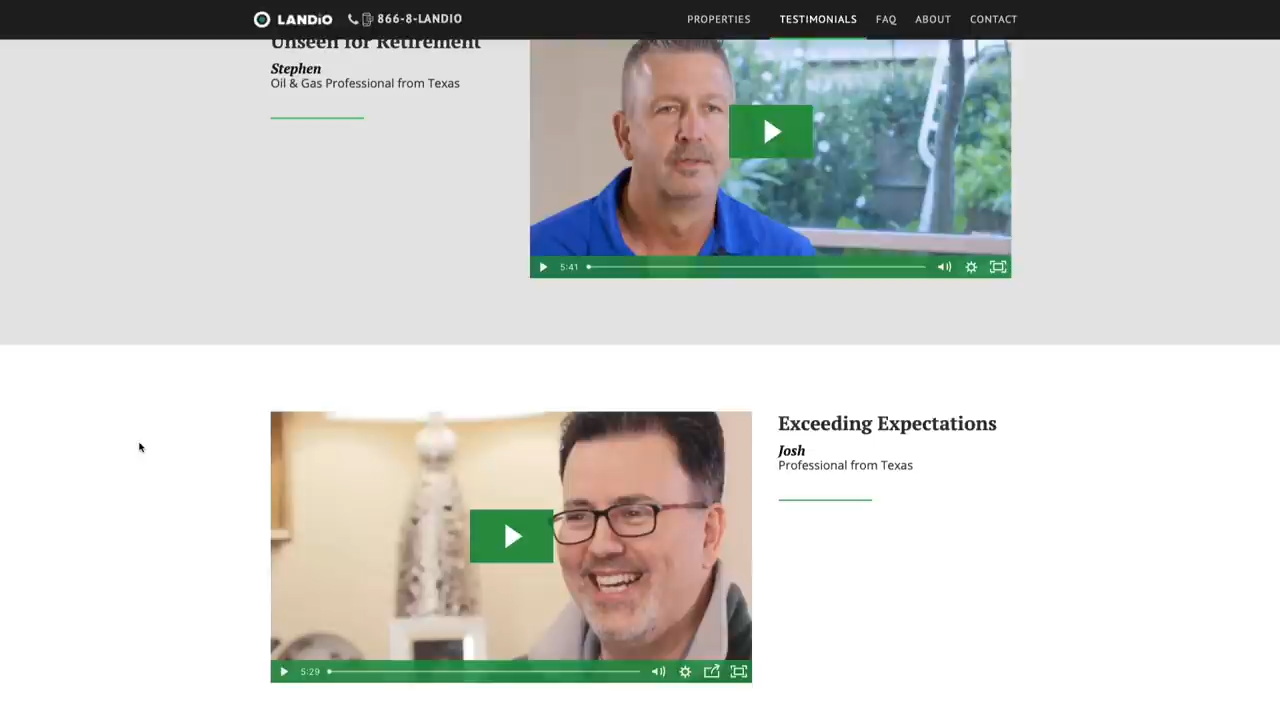 LANDiO 866-8-LANDIO PROPERTIES TESTIMONIALS FAQ ABOUT CONTACT
Unseen for Retirement
Stephen
Oil & Gas Professional from Texas
5:41
Exceeding Expectations
Josh
Professional from Texas
5:29